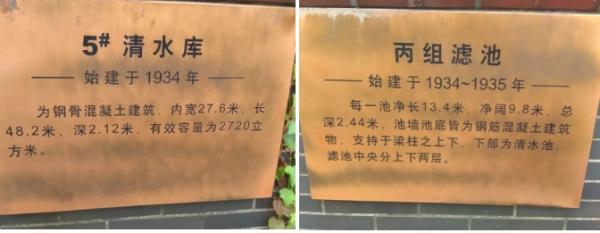 5# 清水库
始建于1934年
为钢骨混凝土建筑，内宽27.6米，长
48.2米，深2.12米，有效容量为2720立
方米。
丙组滤池
始建于1934~1935年
每一池净长13.4米，净阔9.8米，总
深2.44米，池墙池底皆为钢筋混凝土建筑
物，支持于梁柱之上下，下部为清水池，
滤池中央分上下两层。